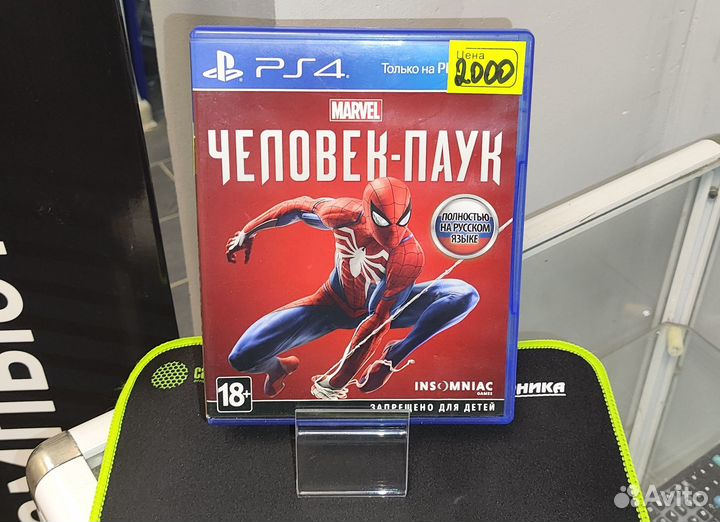 PS4
Только на
Цена
2000
MARVEL
ЧЕЛОВЕК-ПАУК
ПОЛНОСТЬЮ
НА РУССКОМ
ЯЗЫКЕ
INSOMNIAC
GAMES
18+
ЗАПРЕЩЕНО ДЛЯ ДЕТЕЙ
Avito